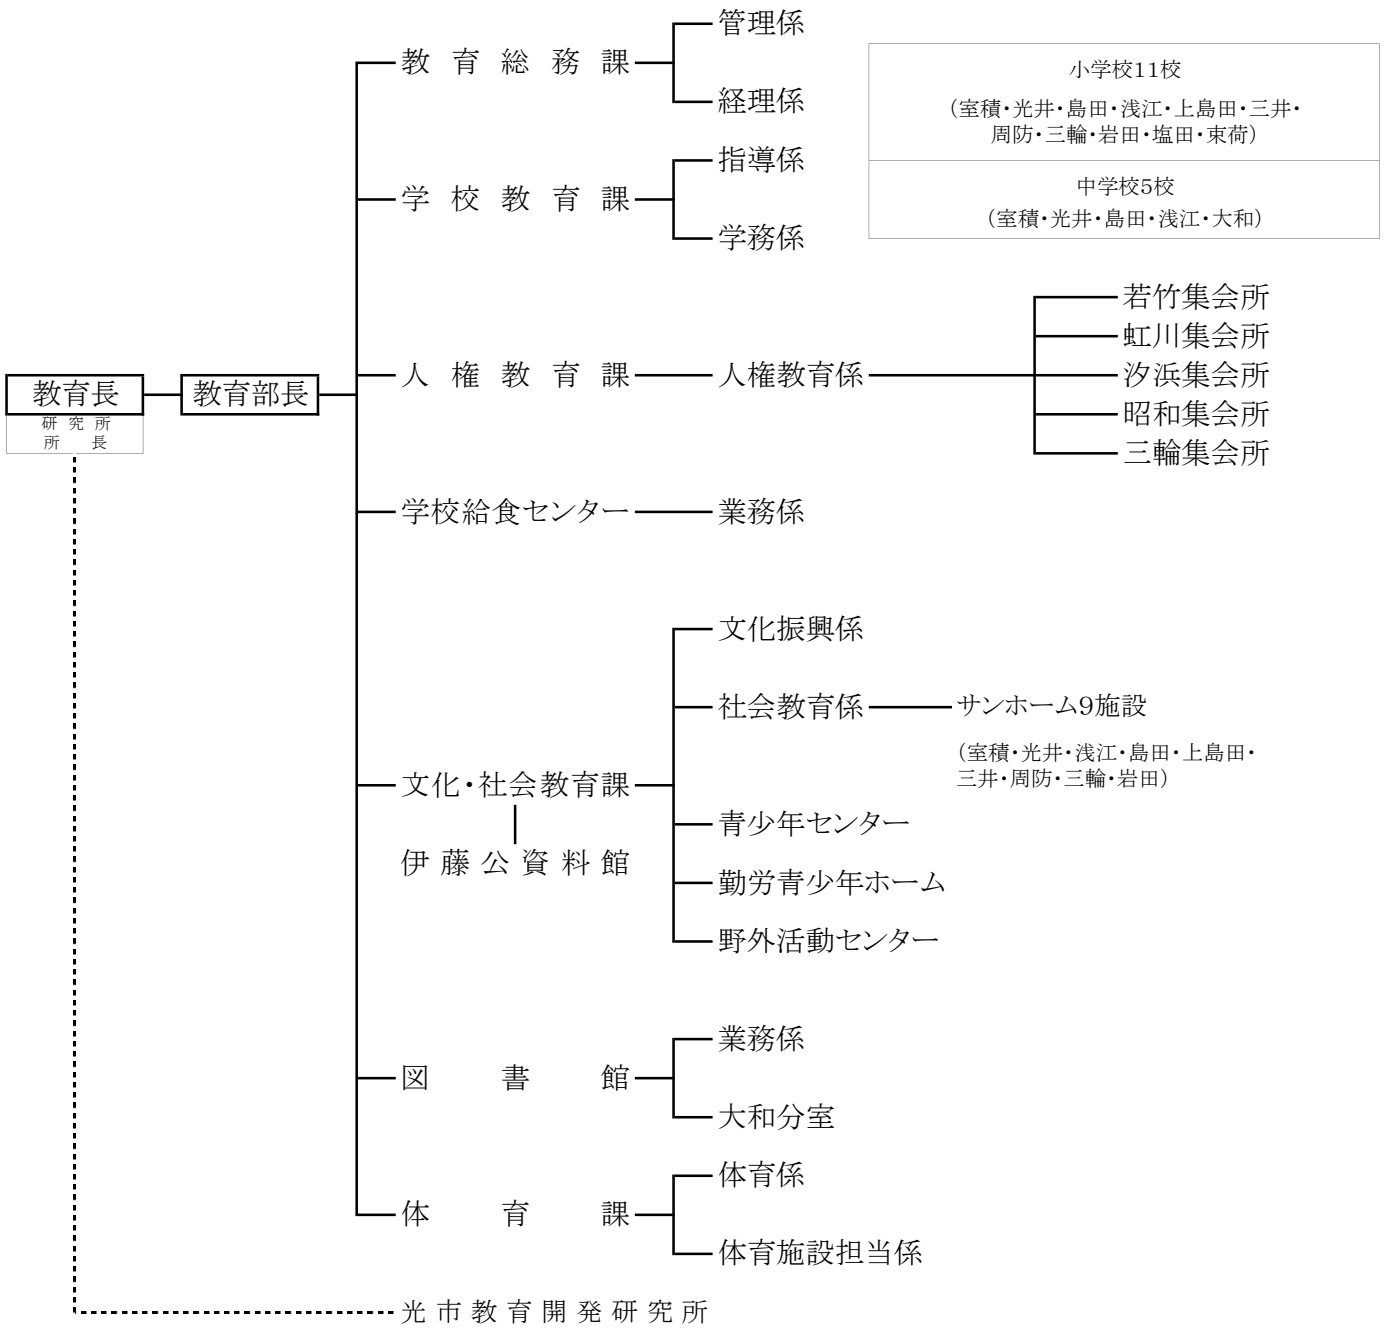 管理係
教育総務課
経理係
小学校11校
（室積・光井・島田・浅江・上島田・三井・
周防・三輪・岩田・塩田・束荷）
指導係
学校教育課
学務係
中学校5校
（室積・光井・島田・浅江・大和）
若竹集会所
虹川集会所
人権教育課
人権教育係
汐浜集会所
昭和集会所
三輪集会所
教育長
教育部長
研究所
所長
学校給食センター
業務係
文化振興係
社会教育係
サンホーム9施設
（室積・光井・浅江・島田・上島田・
三井・周防・三輪・岩田）
文化・社会教育課
青少年センター
伊藤公資料館
勤労青少年ホーム
野外活動センター
業務係
図書館
大和分室
体育係
体育課
体育施設担当係
光市教育開発研究所